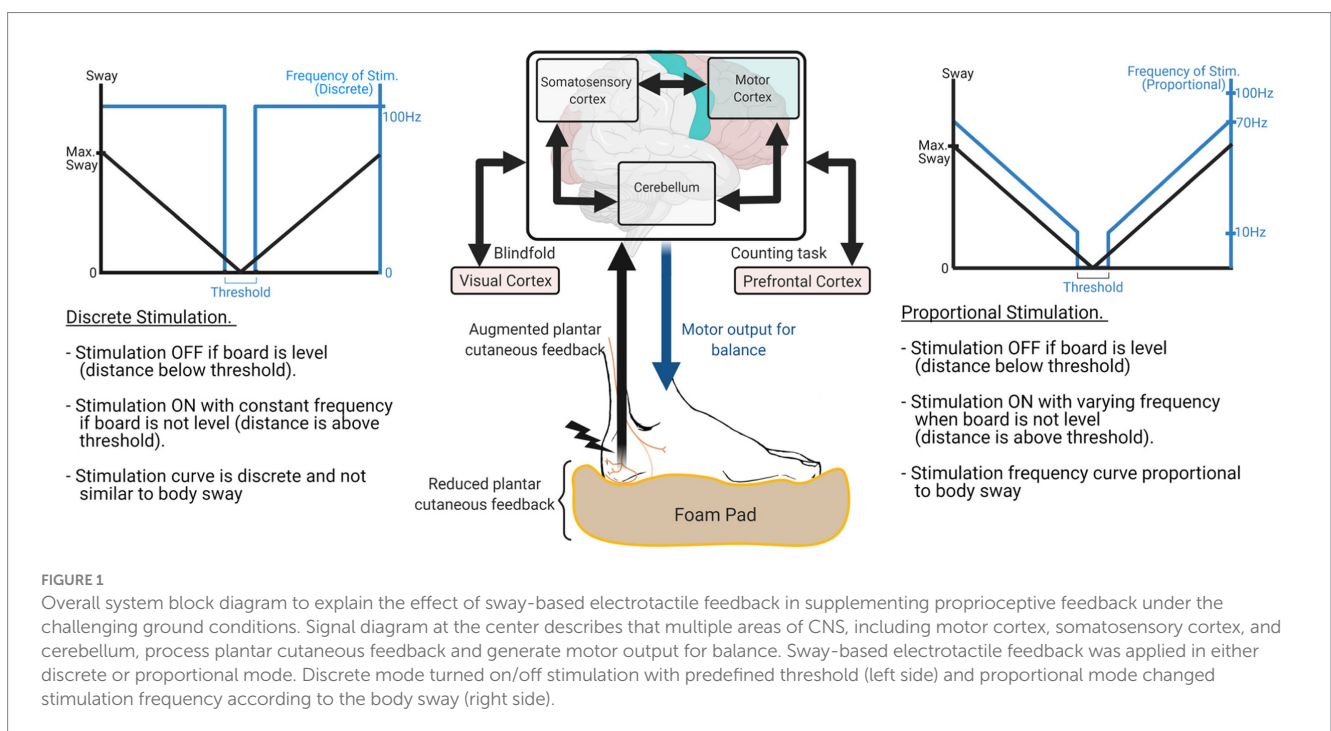 Sway
Frequency of Stim.
(Discrete)
100Hz
Max.
Sway
0
0
Threshold
Discrete Stimulation.
- Stimulation OFF if board is level
(distance below threshold).
- Stimulation ON with constant frequency
if board is not level (distance is above
threshold).
- Stimulation curve is discrete and not
similar to body sway
Somatosensory
cortex
Motor
Cortex
Cerebellum
Blindfold
Counting task
Visual Cortex
Prefrontal Cortex
Augmented plantar
cutaneous feedback
Motor output for
balance
Reduced plantar
cutaneous feedback
Foam Pad
Sway
Frequency of Stim.
(Proportional)
100Hz
70Hz
Max.
Sway
10Hz
0
Threshold
Proportional Stimulation.
- Stimulation OFF if board is level
(distance below threshold)
- Stimulation ON with varying frequency
when board is not level
(distance is above threshold).
- Stimulation frequency curve proportional
to body sway
FIGURE 1
Overall system block diagram to explain the effect of sway-based electrotactile feedback in supplementing proprioceptive feedback under the
challenging ground conditions. Signal diagram at the center describes that multiple areas of CNS, including motor cortex, somatosensory cortex, and
cerebellum, process plantar cutaneous feedback and generate motor output for balance. Sway-based electrotactile feedback was applied in either
discrete or proportional mode. Discrete mode turned on/off stimulation with predefined threshold (left side) and proportional mode changed
stimulation frequency according to the body sway (right side).